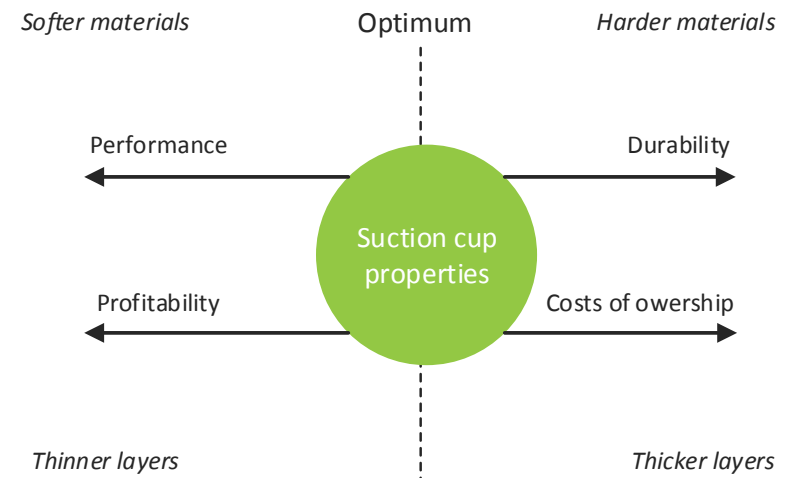 Softer materials
Optimum
Harder materials
Performance
Durability
Suction cup
properties
Profitability
Costs of owership
Thinner layers
Thicker layers